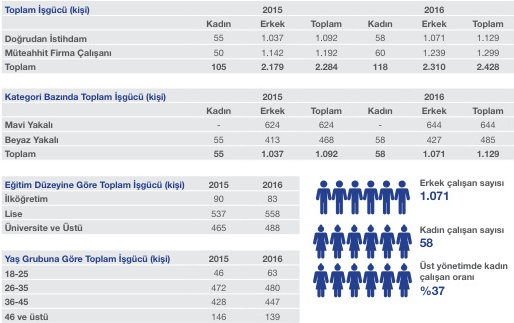 Toplam İşgücü (kişi) 2015 2016
Kadın Erkek Toplam Kadın Erkek Toplam
Doğrudan İstihdam 55 1.037 1.092 58 1.071 1.129
Müteahhit Firma Çalışanı 50 1.142 1.192 60 1.239 1.299
Toplam 105 2.179 2.284 118 2.310 2.428
Kategori Bazında Toplam İşgücü (kişi) 2015 2016
Kadın Erkek Toplam Kadın Erkek Toplam
Mavi Yakalı - 624 624 - 644 644
Beyaz Yakalı 55 413 468 58 427 485
Toplam 55 1.037 1.092 58 1.071 1.129
Eğitim Düzeyine Göre Toplam İşgücü (kişi) 2015 2016
İlköğretim 90 83
Lise 537 558
Üniversite ve Üstü 465 488
Yaş Grubuna Göre Toplam İşgücü (kişi) 2015 2016
18-25 46 63
26-35 472 480
36-45 428 447
46 ve üstü 146 139
Erkek çalışan sayısı
1.071
Kadın çalışan sayısı
58
Üst yönetimde kadın
çalışan oranı
%37